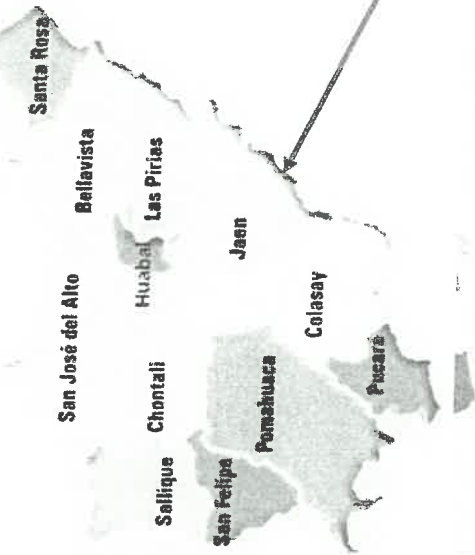 Santa Rosa
Bellavista
San José del Alto
Las Pirias
Huabal
Jaen
Chontali
Colasay
Sallique
Pomahuaca
Pucara
San Felipe